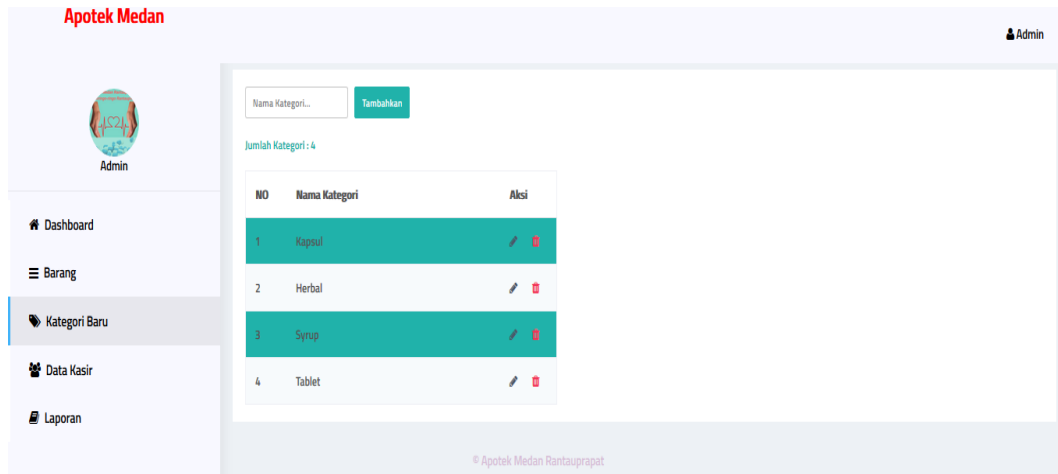 Apotek Medan
Admin
Admin
Dashboard
Barang
Kategori Baru
Data Kasir
Laporan
Nama Kategori...
Tambahkan
Jumlah Kategori : 4
NO Nama Kategori Aksi
1 Kapsul
2 Herbal
3 Syrup
4 Tablet
© Apotek Medan Rantauprapat